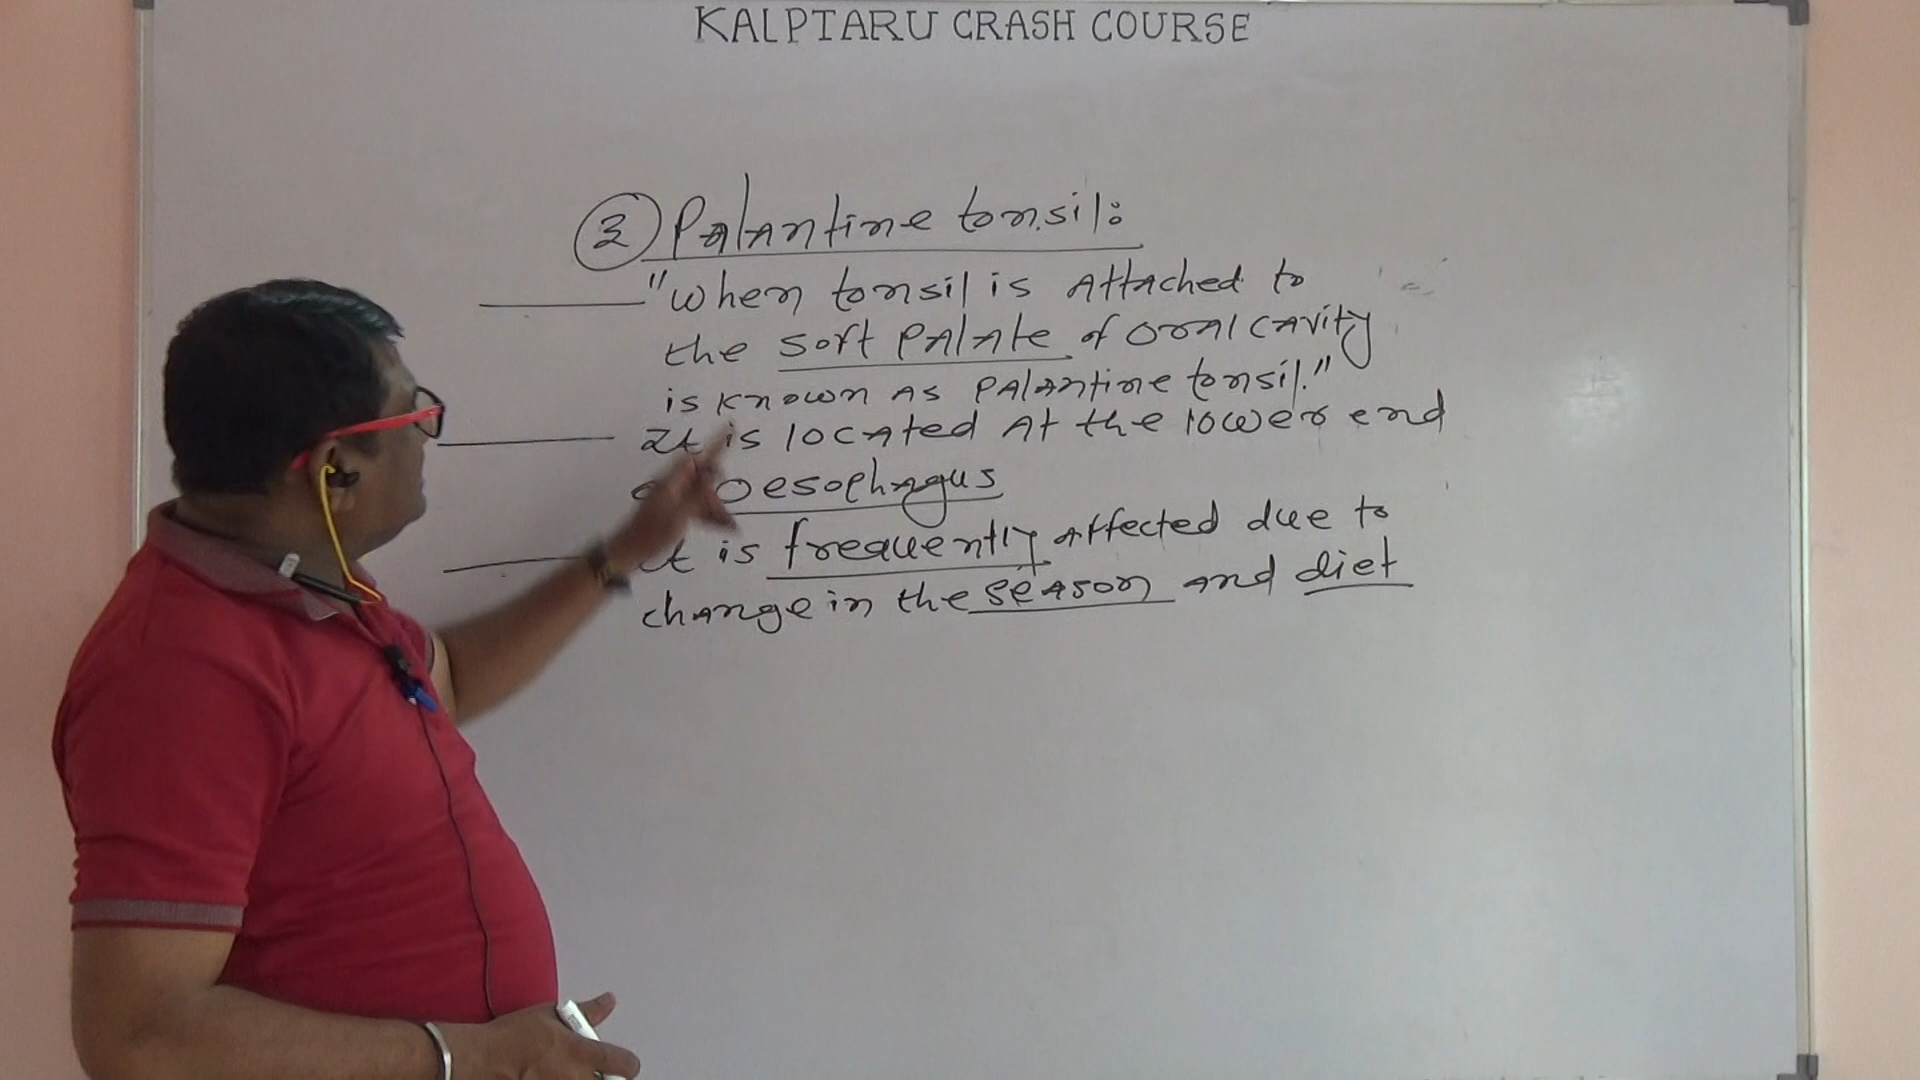 KALPTARU CRASH COURSE
3 Palantine tonsil:
"When tonsil is Attached to
the soft palate of oral cavity
is known as palantine tonsil."
It is located At the lower end
oesophagus
It is frequently affected due to
change in the season and diet